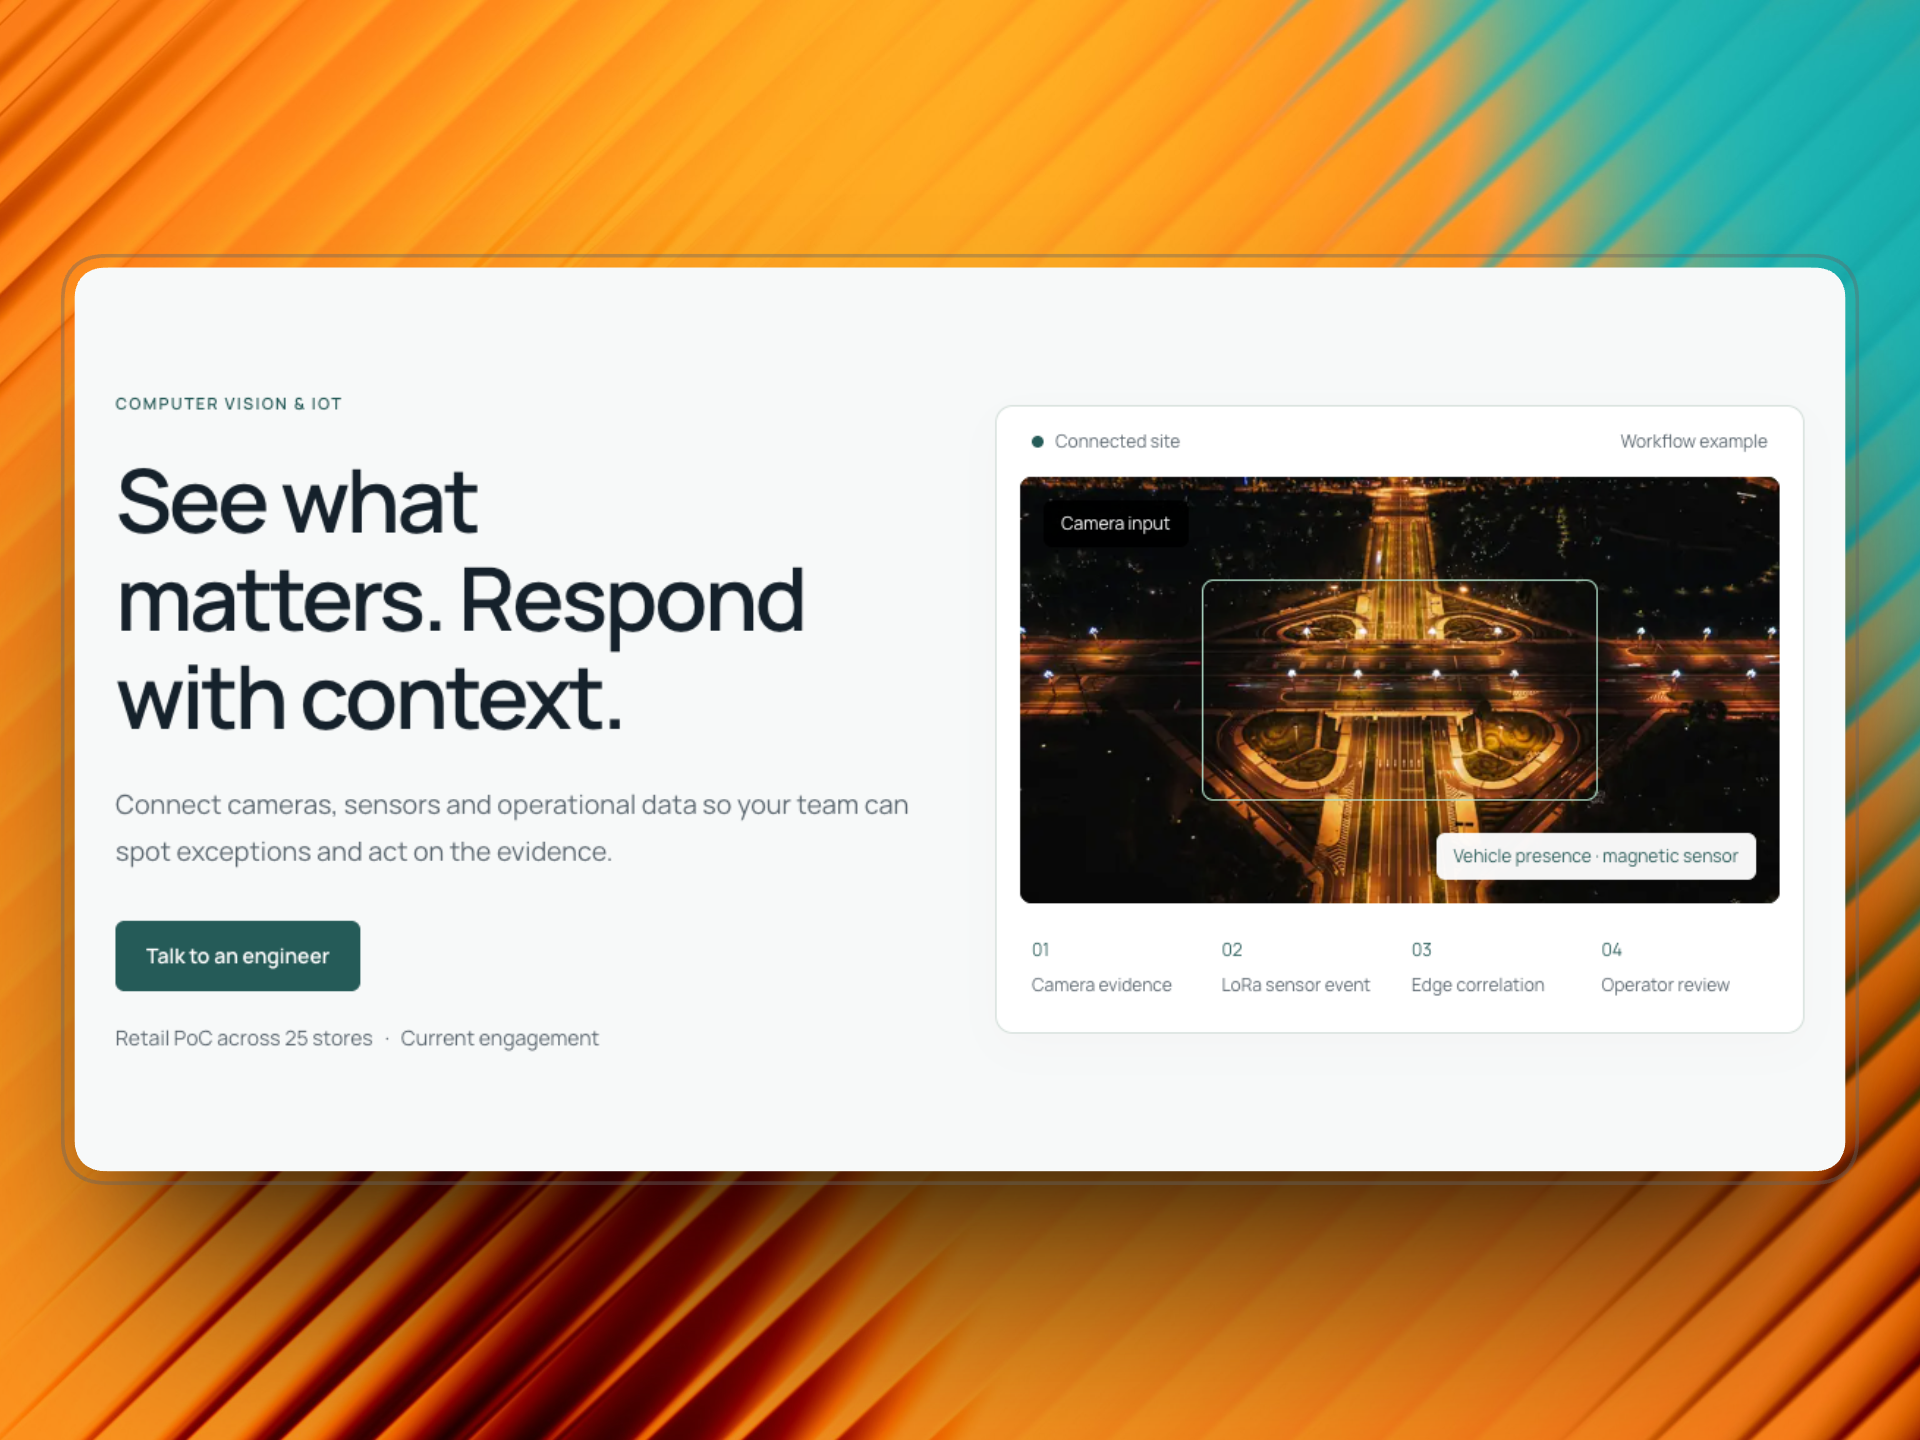 COMPUTER VISION & IOT
See what
matters. Respond
with context.
Connect cameras, sensors and operational data so your team can
spot exceptions and act on the evidence.
Talk to an engineer
Retail PoC across 25 stores · Current engagement
Connected site
Workflow example
Camera input
Vehicle presence · magnetic sensor
01
Camera evidence
02
LoRa sensor event
03
Edge correlation
04
Operator review